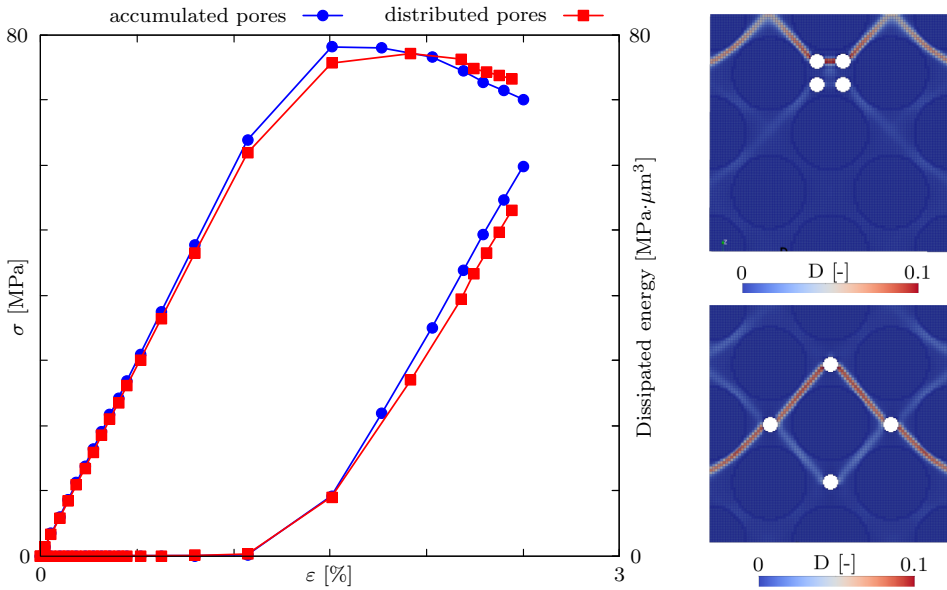 accumulated pores
distributed pores
80
80
σ [MPa]
Dissipated energy [MPa·μm³]
0
0
0
ε [%]
3
0
D [-]
0.1
0
D [-]
0.1